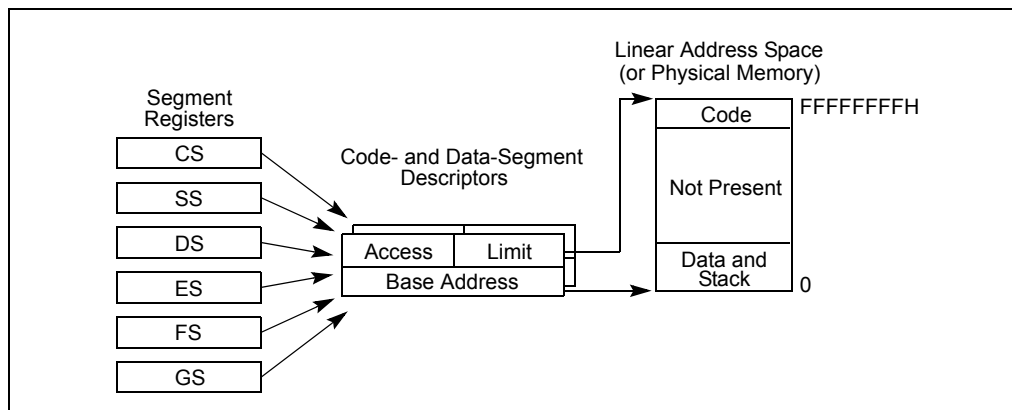 Linear Address Space
(or Physical Memory)
Segment
Registers
Code
FFFFFFFFH
CS
Code- and Data-Segment
Descriptors
SS
Not Present
DS
Access
Limit
Data and
Stack
ES
Base Address
0
FS
GS